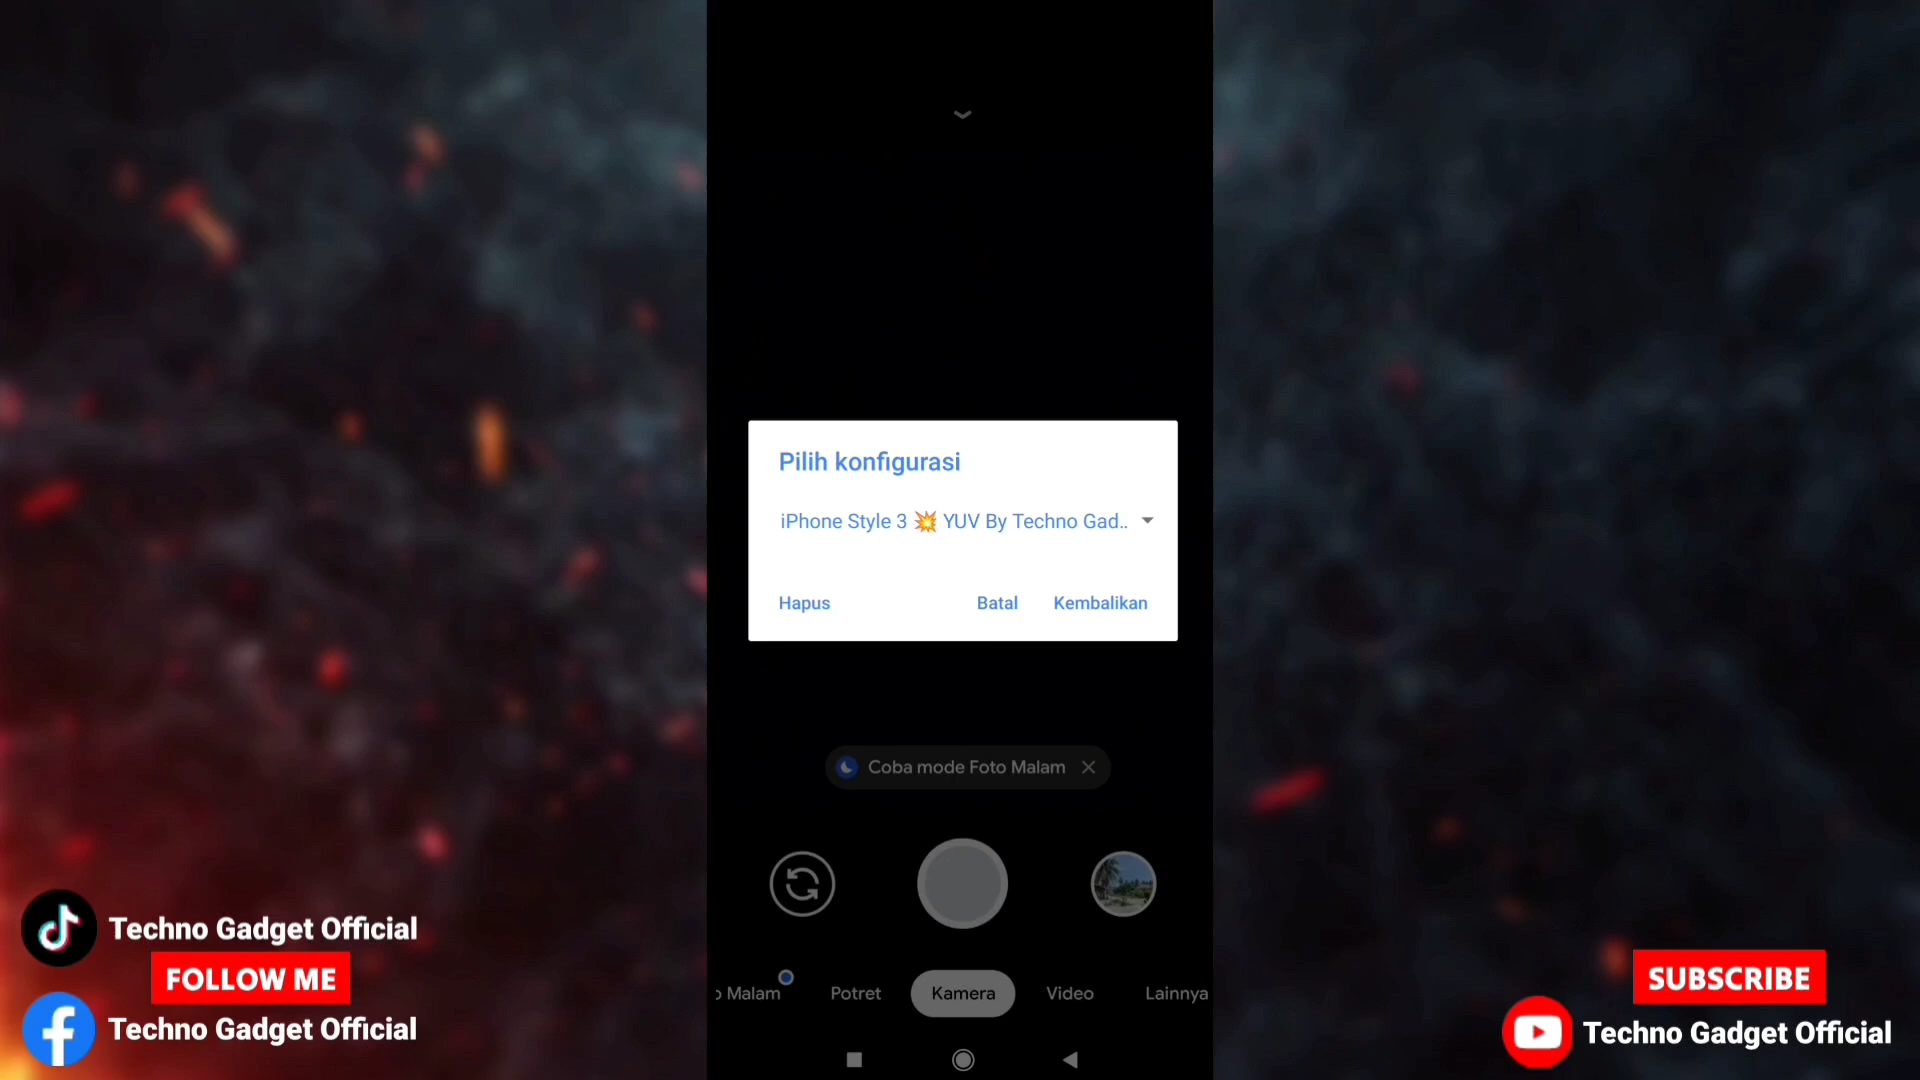 Pilih konfigurasi
iPhone Style 3 💥 YUV By Techno Gad..
Hapus Batal Kembalikan
Coba mode Foto Malam
Malam Potret Kamera Video Lainnya
Techno Gadget Official
FOLLOW ME
Techno Gadget Official
SUBSCRIBE
Techno Gadget Official